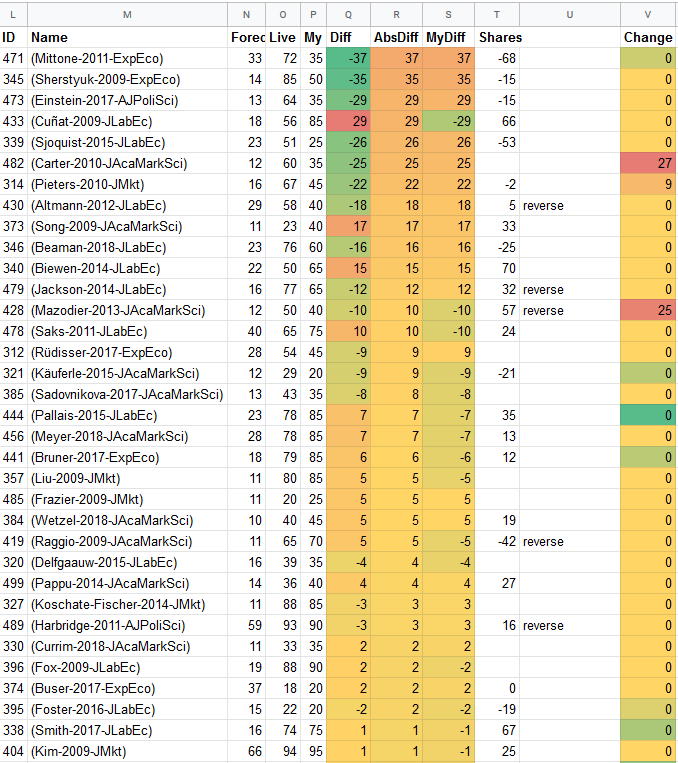 L M N O P Q R S T U V
ID Name Forec Live My Diff AbsDiff MyDiff Shares Change
471 (Mittone-2011-ExpEco) 33 72 35 -37 37 37 -68 0
345 (Sherstyuk-2009-ExpEco) 14 85 50 -35 35 35 -15 0
473 (Einstein-2017-AJPoliSci) 13 64 35 -29 29 29 -15 0
433 (Cuñat-2009-JLabEc) 18 56 85 29 29 -29 66 0
339 (Sjoquist-2015-JLabEc) 23 51 25 -26 26 26 -53 0
482 (Carter-2010-JAcaMarkSci) 12 60 35 -25 25 25 27
314 (Pieters-2010-JMkt) 16 67 45 -22 22 22 -2 9
430 (Altmann-2012-JLabEc) 29 58 40 -18 18 18 5 reverse 0
373 (Song-2009-JAcaMarkSci) 11 23 40 17 17 17 33 0
346 (Beaman-2018-JLabEc) 23 76 60 -16 16 16 -25 0
340 (Biewen-2014-JLabEc) 22 50 65 15 15 15 70 0
479 (Jackson-2014-JLabEc) 16 77 65 -12 12 12 32 reverse 0
428 (Mazodier-2013-JAcaMarkSci) 12 50 40 -10 10 -10 57 reverse 25
478 (Saks-2011-JLabEc) 40 65 75 10 10 -10 24 0
312 (Rüdisser-2017-ExpEco) 28 54 45 -9 9 9 0
321 (Käuferle-2015-JAcaMarkSci) 12 29 20 -9 9 -9 -21 0
385 (Sadovnikova-2017-JAcaMarkSci) 13 43 35 -8 8 -8 0
444 (Pallais-2015-JLabEc) 23 78 85 7 7 -7 35 0
456 (Meyer-2018-JAcaMarkSci) 28 78 85 7 7 -7 13 0
441 (Bruner-2017-ExpEco) 18 79 85 6 6 -6 12 0
357 (Liu-2009-JMkt) 11 80 85 5 5 -5 0
485 (Frazier-2009-JMkt) 11 20 25 5 5 5 0
384 (Wetzel-2018-JAcaMarkSci) 10 40 45 5 5 5 19 0
419 (Raggio-2009-JAcaMarkSci) 11 65 70 5 5 -5 -42 reverse 0
320 (Delfgaauw-2015-JLabEc) 16 39 35 -4 4 -4 0
499 (Pappu-2014-JAcaMarkSci) 14 36 40 4 4 4 27 0
327 (Koschate-Fischer-2014-JMkt) 11 88 85 -3 3 3 0
489 (Harbridge-2011-AJPoliSci) 59 93 90 -3 3 3 16 reverse 0
330 (Currim-2018-JAcaMarkSci) 11 33 35 2 2 2 0
396 (Fox-2009-JLabEc) 19 88 90 2 2 -2 0
374 (Buser-2017-ExpEco) 37 18 20 2 2 2 0 0
395 (Foster-2016-JLabEc) 15 22 20 -2 2 -2 -19 0
338 (Smith-2017-JLabEc) 16 74 75 1 1 -1 67 0
404 (Kim-2009-JMkt) 66 94 95 1 1 -1 25 0